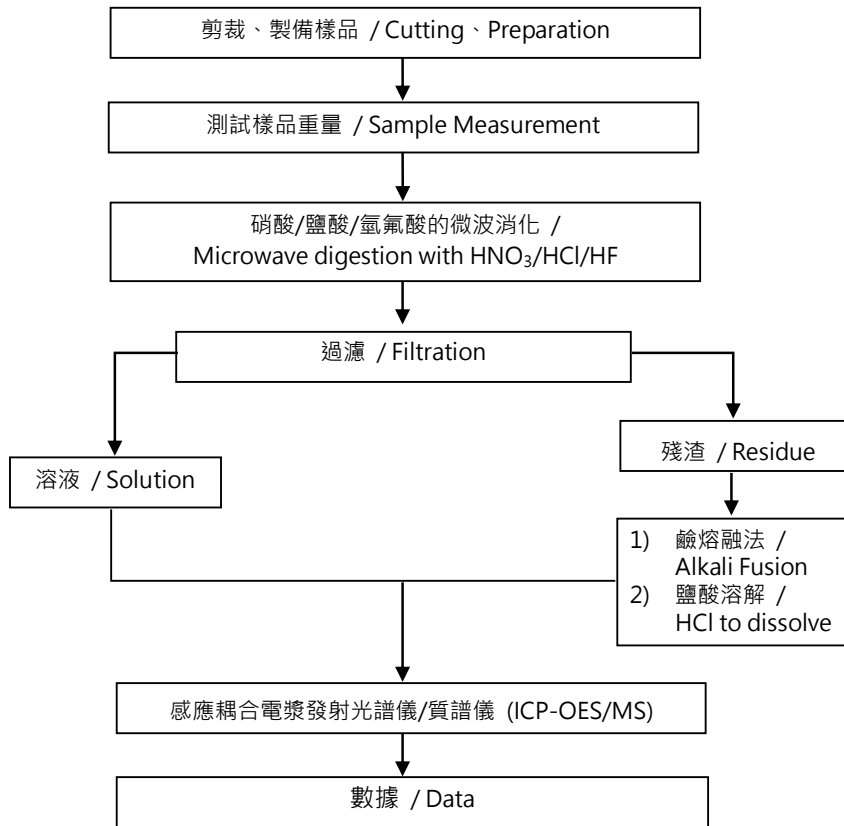 剪裁、製備樣品 / Cutting、Preparation
測試樣品重量 / Sample Measurement
硝酸/鹽酸/氫氟酸的微波消化 /
Microwave digestion with HNO₃/HCl/HF
過濾 / Filtration
溶液 / Solution
殘渣 / Residue
1) 鹼熔融法 /
Alkali Fusion
2) 鹽酸溶解 /
HCl to dissolve
感應耦合電漿發射光譜儀/質譜儀 (ICP-OES/MS)
數據 / Data